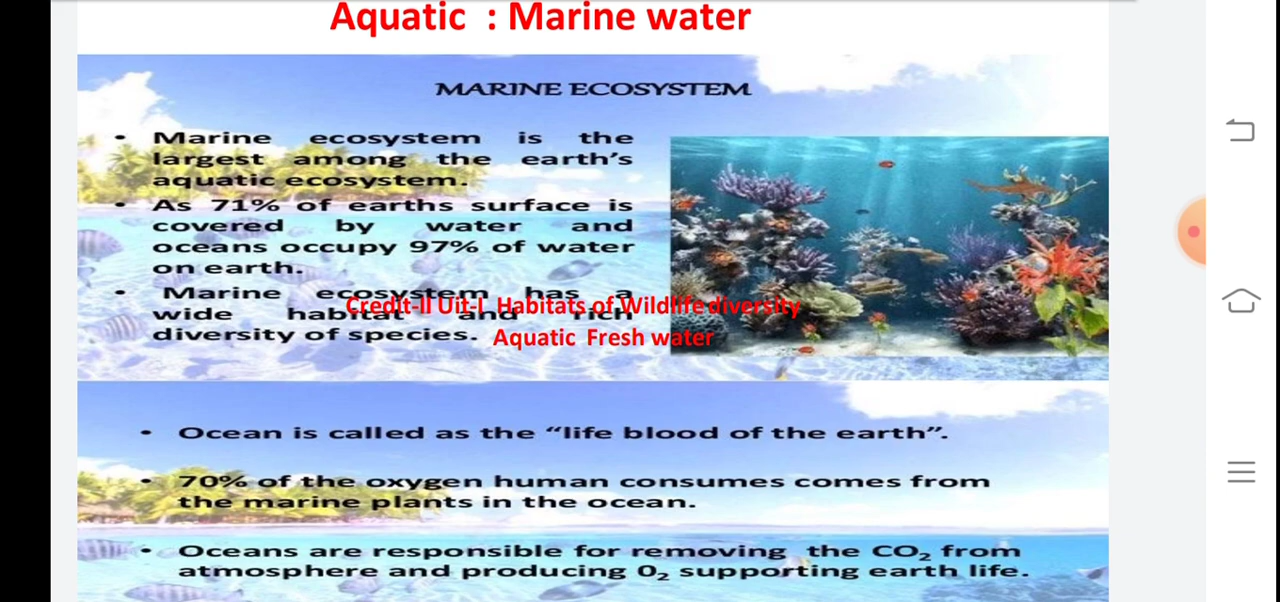 Aquatic : Marine water
MARINE ECOSYSTEM
• Marine ecosystem is the
largest among the earth's
aquatic ecosystem.
• As 71% of earths surface is
covered by water and
oceans occupy 97% of water
on earth.
• Marine ecosystem has a
wide habitat and rich
diversity of species.
Credit-II Uit-I Habitats of Wildlife diversity
Aquatic Fresh water
• Ocean is called as the “life blood of the earth”.
• 70% of the oxygen human consumes comes from
the marine plants in the ocean.
• Oceans are responsible for removing the CO₂ from
atmosphere and producing 0₂ supporting earth life.